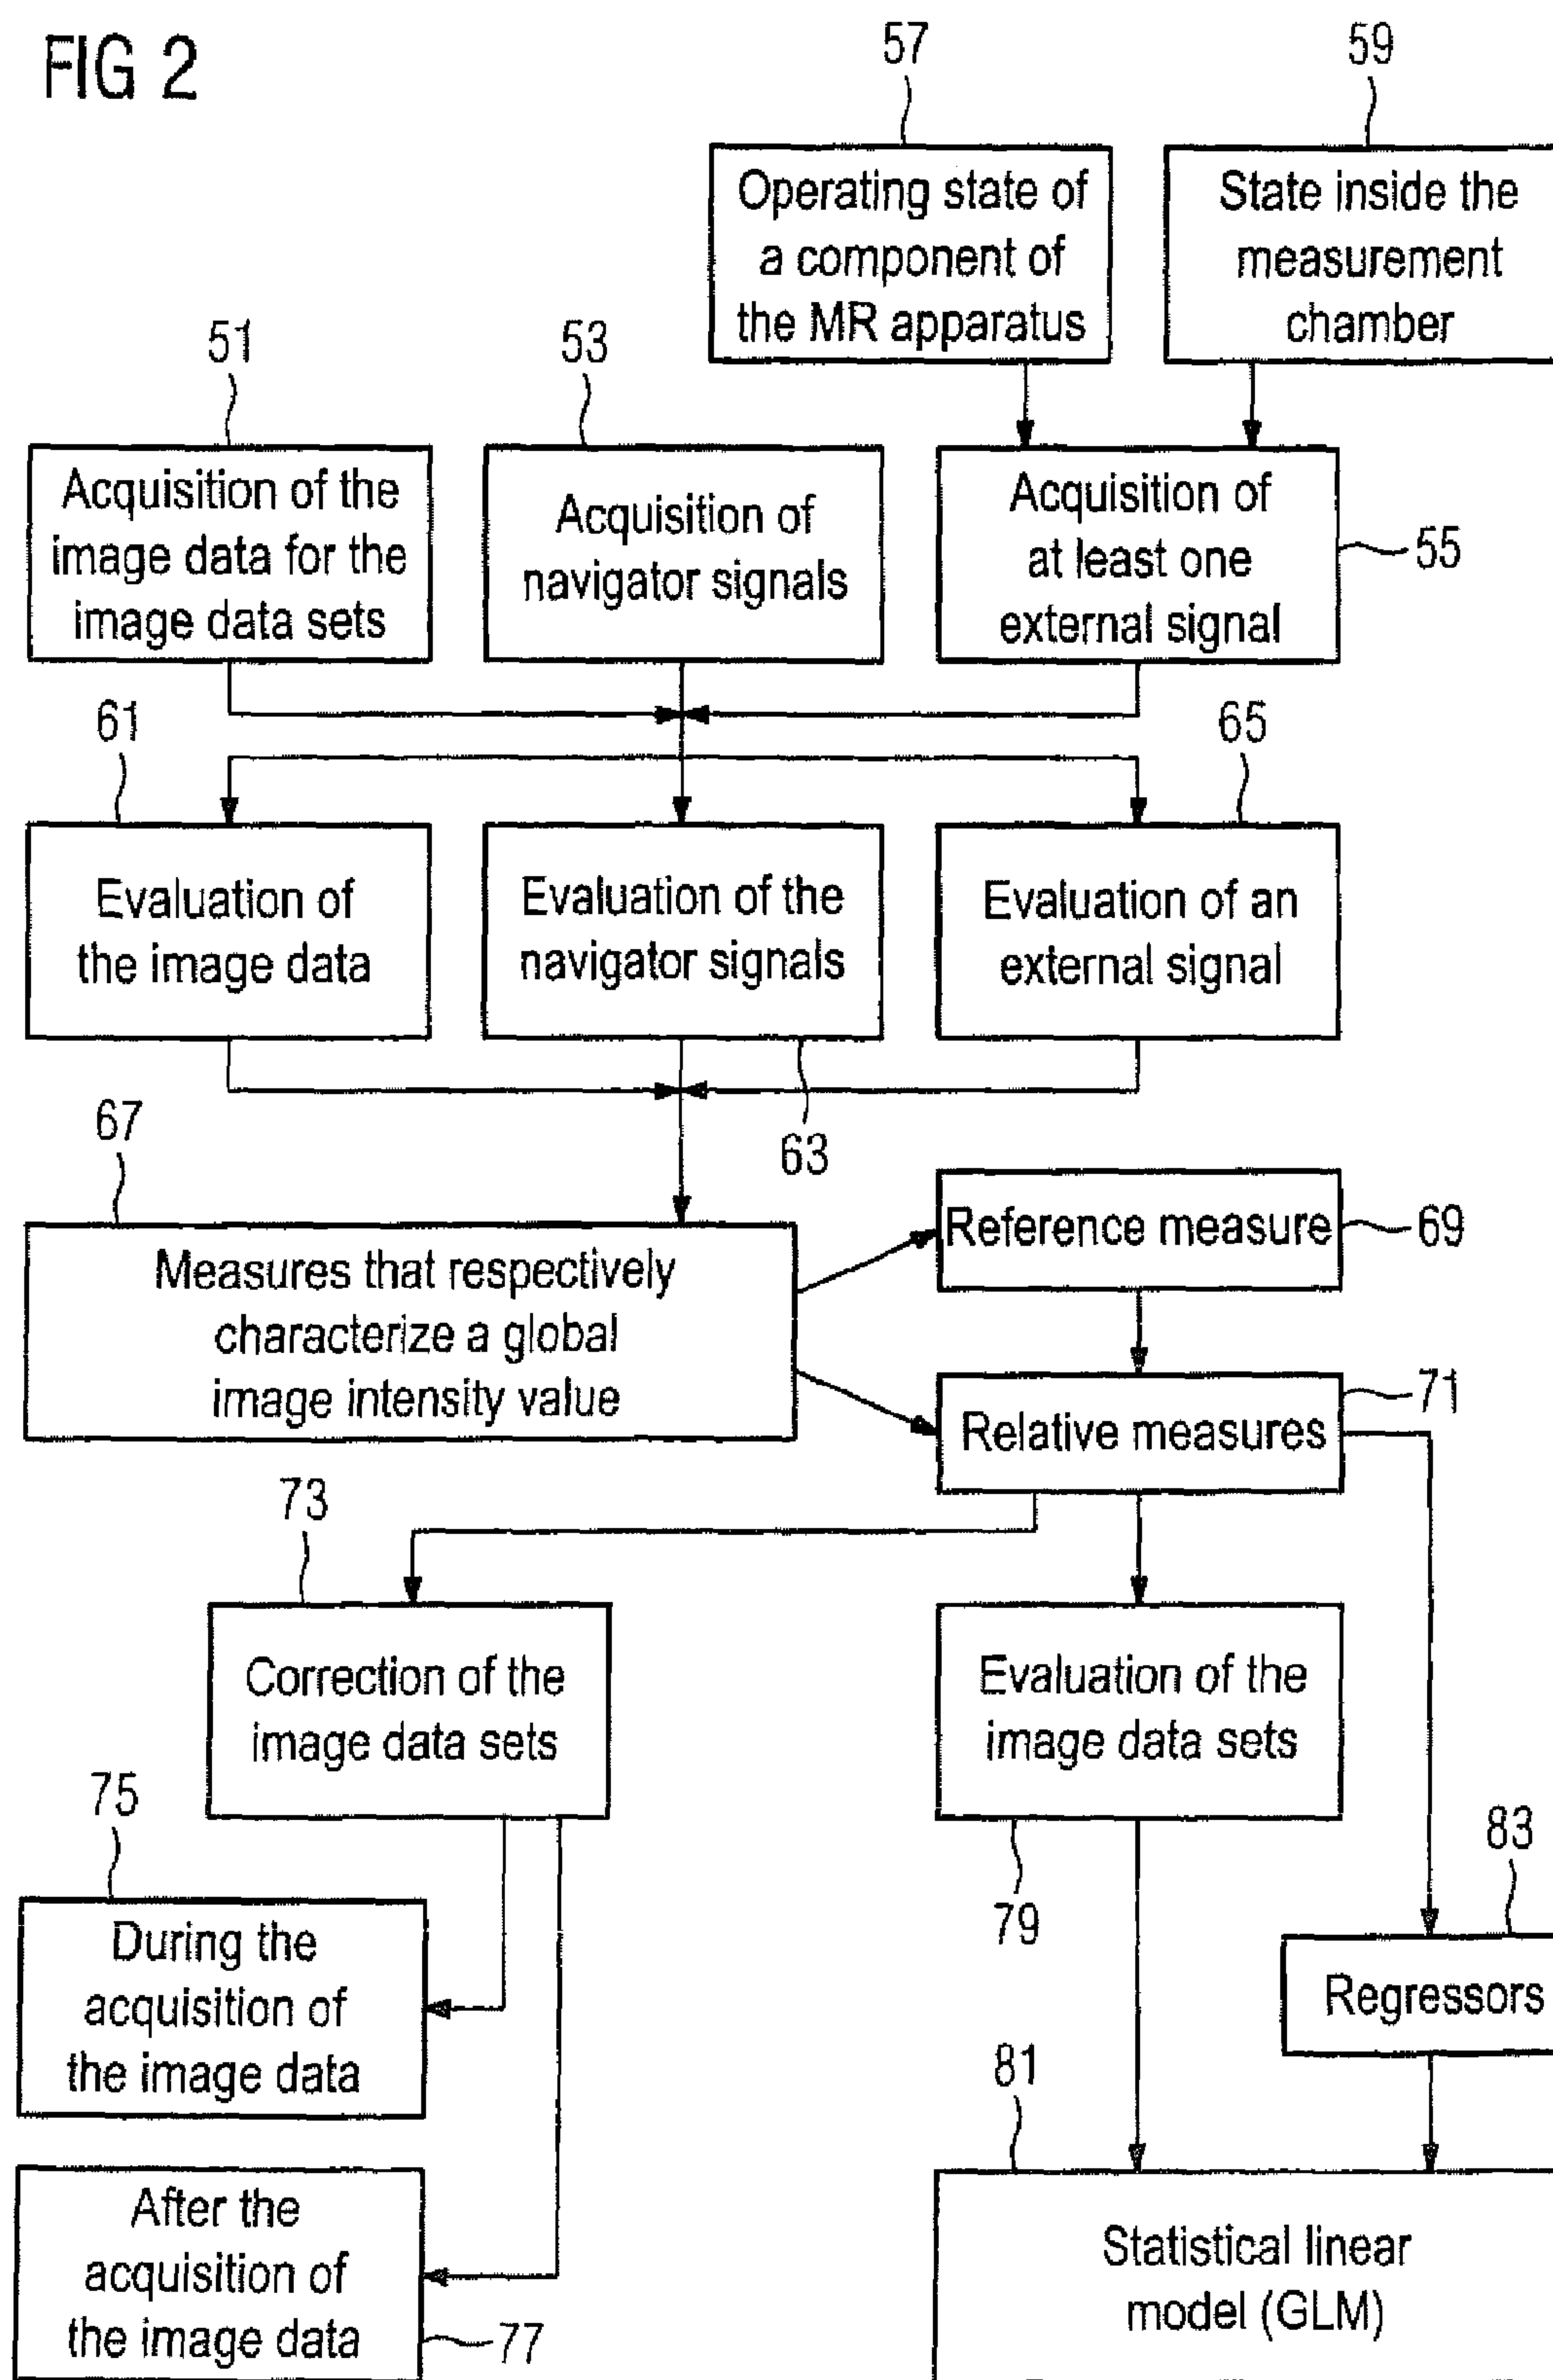 FIG 2
57
59
Operating state of
a component of
the MR apparatus
State inside the
measurement
chamber
51
53
Acquisition of the
image data for the
image data sets
Acquisition of
navigator signals
Acquisition of
at least one
external signal
55
61
65
Evaluation of
the image data
Evaluation of the
navigator signals
Evaluation of an
external signal
63
67
Measures that respectively
characterize a global
image intensity value
Reference measure
69
Relative measures
71
73
Correction of the
image data sets
Evaluation of the
image data sets
79
75
During the
acquisition of
the image data
83
Regressors
After the
acquisition of
the image data
77
81
Statistical linear
model (GLM)